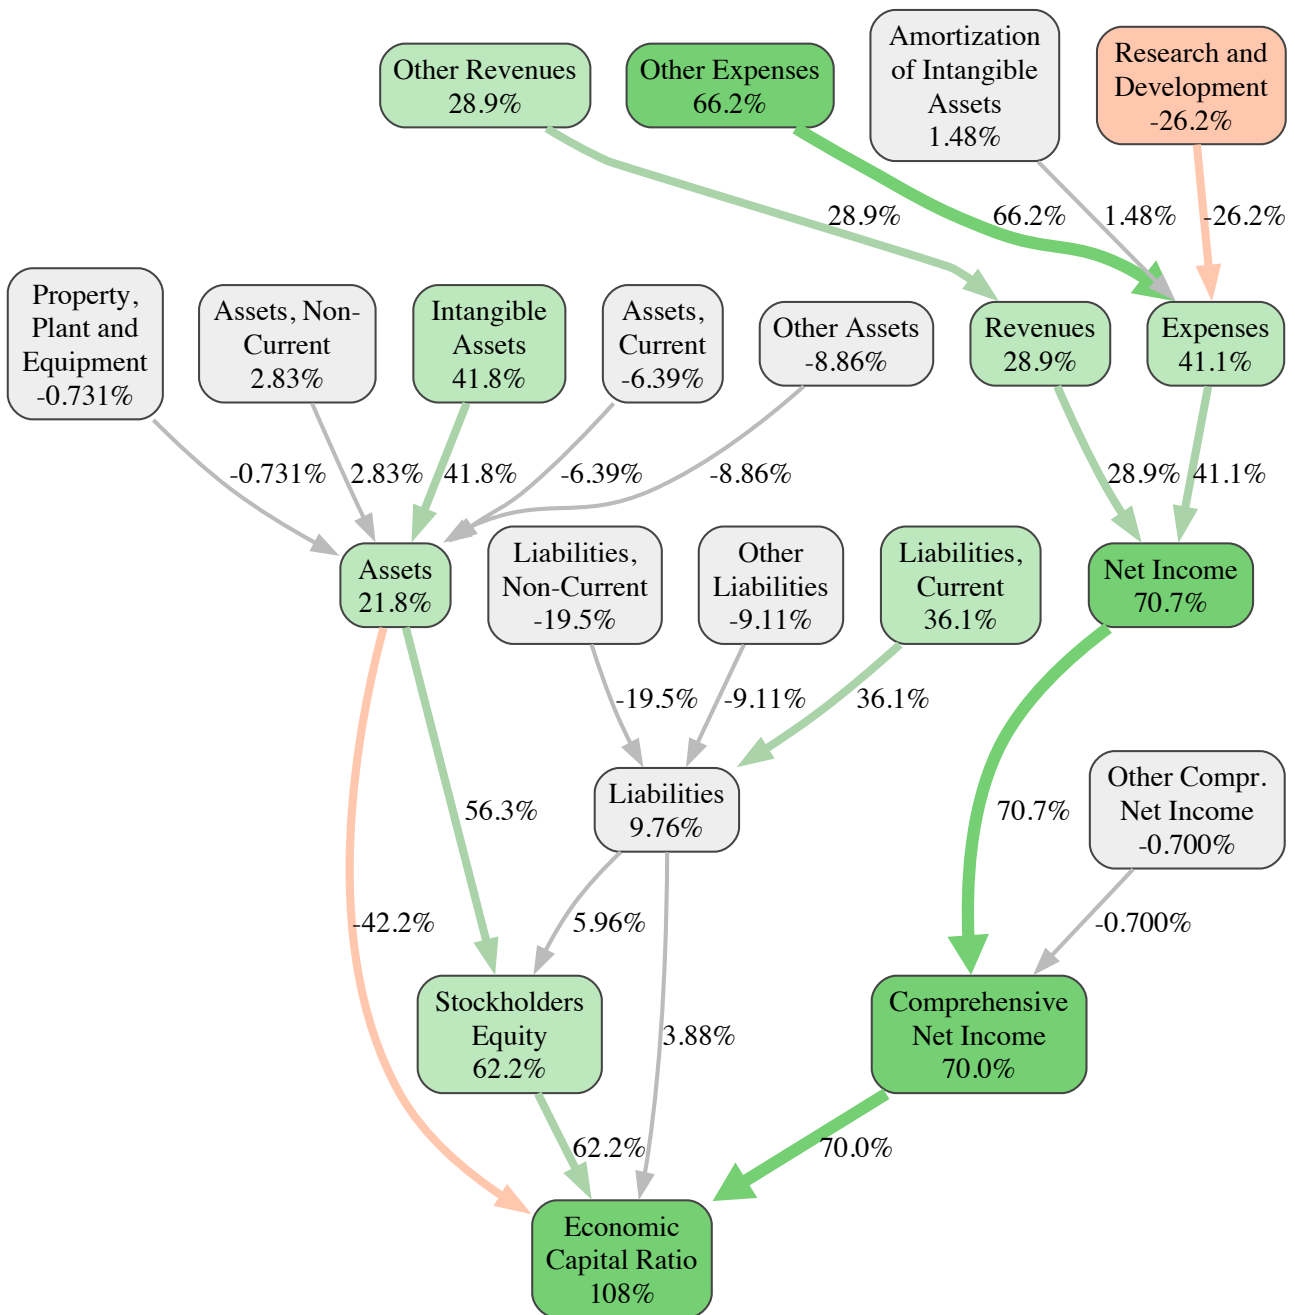 Other Revenues
28.9%
Other Expenses
66.2%
Amortization
of Intangible
Assets
1.48%
Research and
Development
-26.2%
28.9%
66.2%
1.48%
-26.2%
Property,
Plant and
Equipment
-0.731%
Assets, Non-
Current
2.83%
Intangible
Assets
41.8%
Assets,
Current
-6.39%
Other Assets
-8.86%
Revenues
28.9%
Expenses
41.1%
-0.731%
2.83%
41.8%
-6.39%
-8.86%
28.9%
41.1%
Assets
21.8%
Liabilities,
Non-Current
-19.5%
Other
Liabilities
-9.11%
Liabilities,
Current
36.1%
Net Income
70.7%
-19.5%
-9.11%
36.1%
56.3%
Liabilities
9.76%
70.7%
Other Compr.
Net Income
-0.700%
-42.2%
5.96%
-0.700%
Stockholders
Equity
62.2%
3.88%
Comprehensive
Net Income
70.0%
62.2%
70.0%
Economic
Capital Ratio
108%